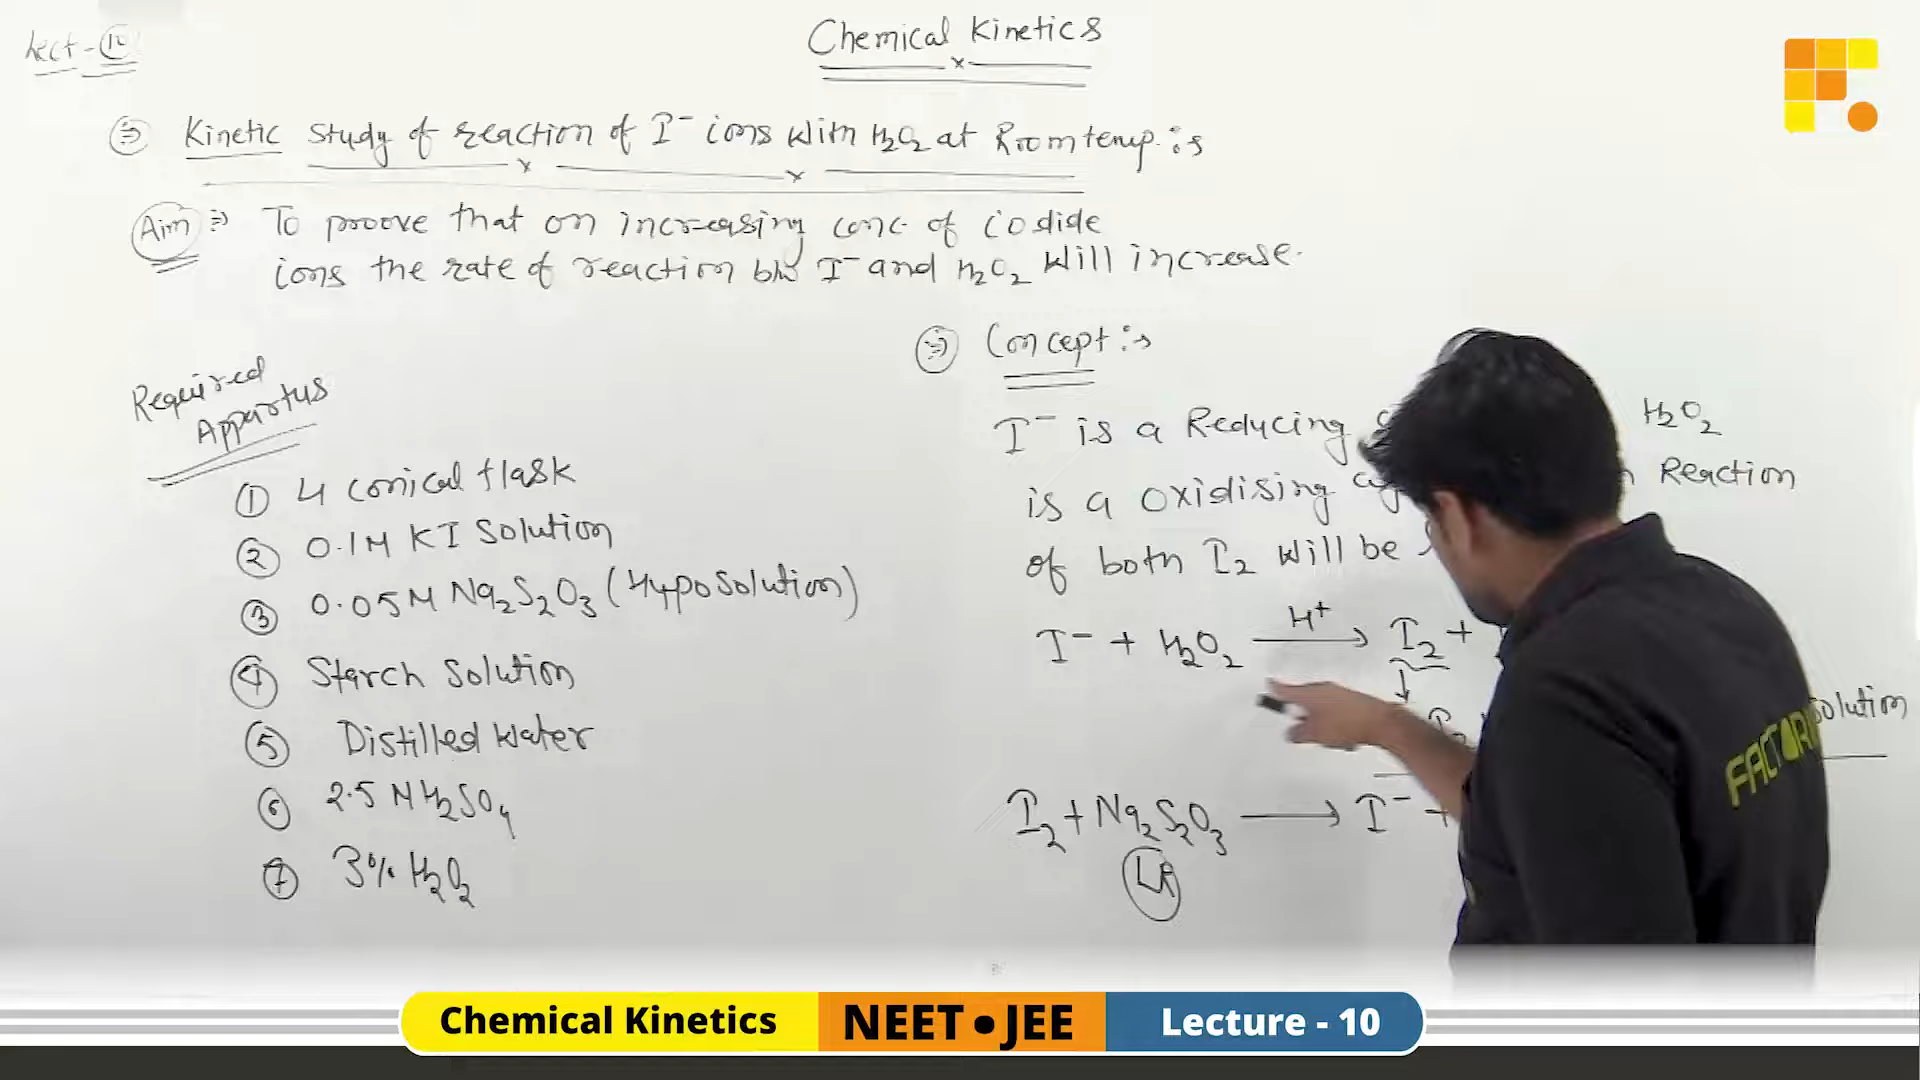 Lect-10
Chemical Kinetics
Kinetic study of reaction of I⁻ ions with H₂O₂ at Room temp.:
Aim ⇒ To proove that on increasing conc. of iodide
ions the rate of reaction b/w I⁻ and H₂O₂ will increase.
Required
Appartus
① 4 conical flask
② 0.1M KI Solution
③ 0.05M Na₂S₂O₃ (Hypo Solution)
④ Starch Solution
⑤ Distilled Water
⑥ 2.5 M H₂SO₄
⑦ 3% H₂O₂
⇒ Concept:
I⁻ is a Reducing H₂O₂
is a Oxidising Reaction
of both I₂ will be
I⁻ + H₂O₂ —H⁺→ I₂ +
↓
Solution
I₂ + Na₂S₂O₃ → I⁻ +
LR
FACTOR
Chemical Kinetics NEET • JEE Lecture - 10